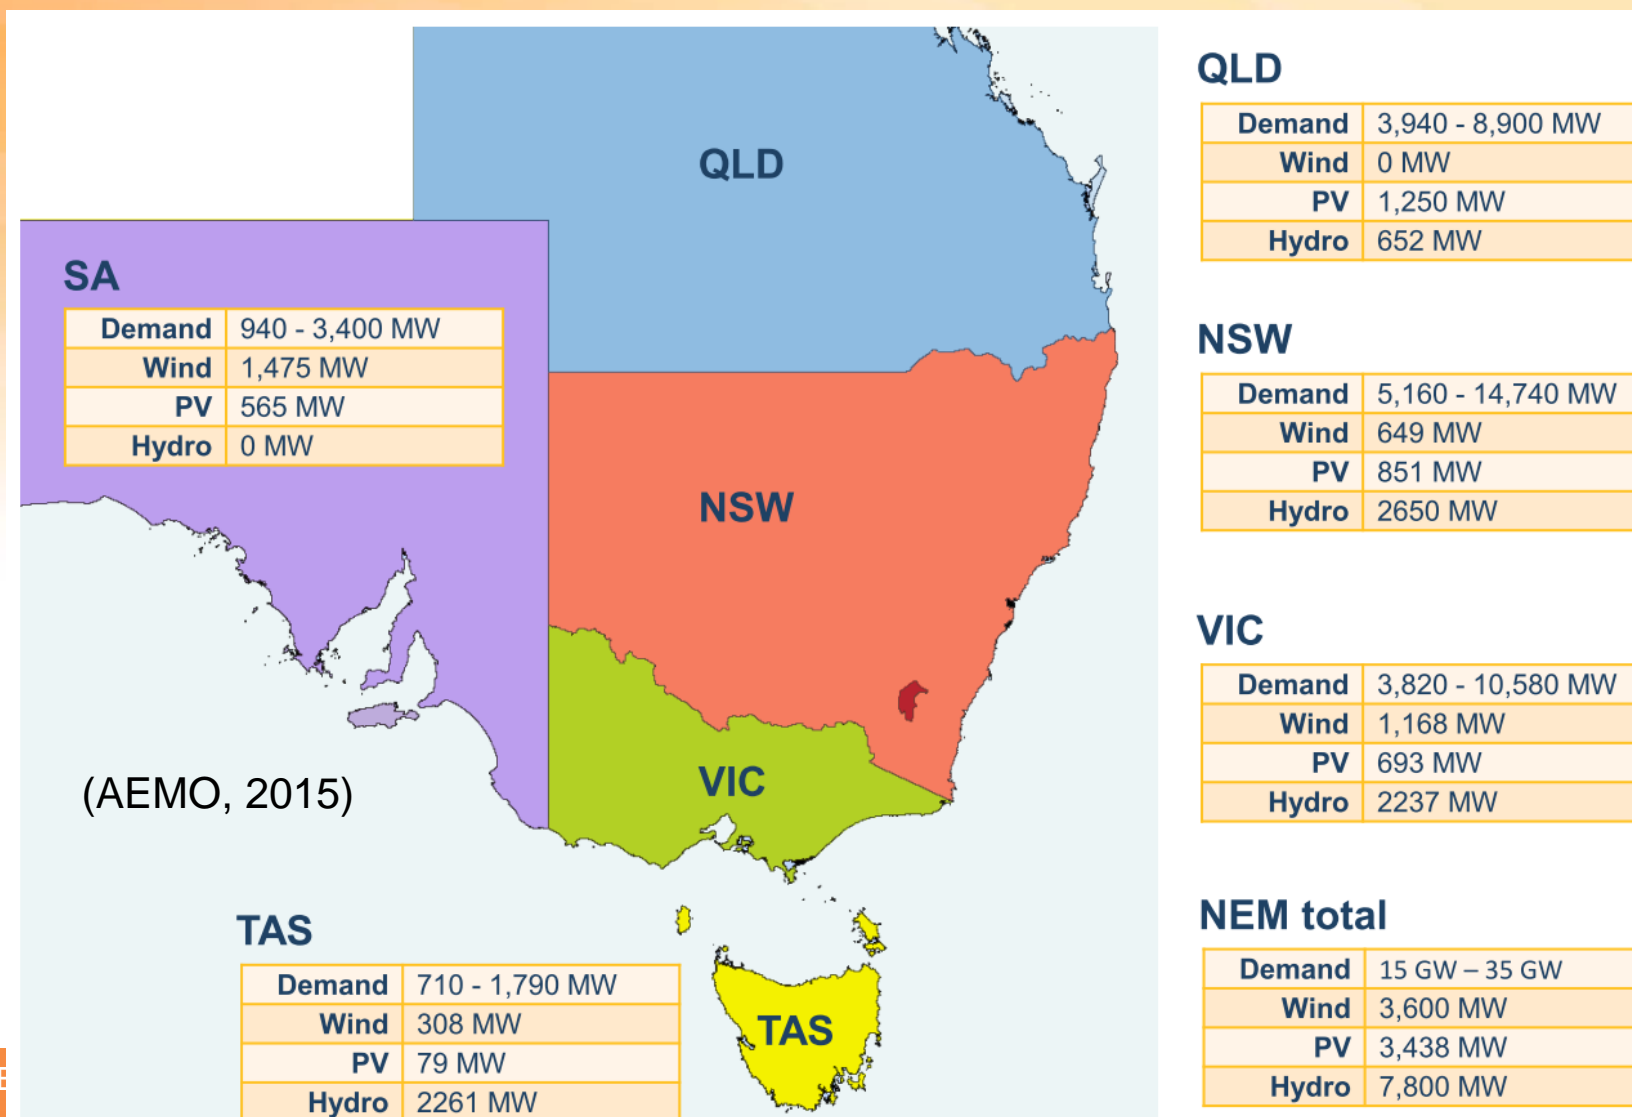 QLD
SA
Demand 940 - 3,400 MW
Wind 1,475 MW
PV 565 MW
Hydro 0 MW
NSW
VIC
(AEMO, 2015)
TAS
Demand 710 - 1,790 MW
Wind 308 MW
PV 79 MW
Hydro 2261 MW
TAS
QLD
Demand 3,940 - 8,900 MW
Wind 0 MW
PV 1,250 MW
Hydro 652 MW
NSW
Demand 5,160 - 14,740 MW
Wind 649 MW
PV 851 MW
Hydro 2650 MW
VIC
Demand 3,820 - 10,580 MW
Wind 1,168 MW
PV 693 MW
Hydro 2237 MW
NEM total
Demand 15 GW – 35 GW
Wind 3,600 MW
PV 3,438 MW
Hydro 7,800 MW